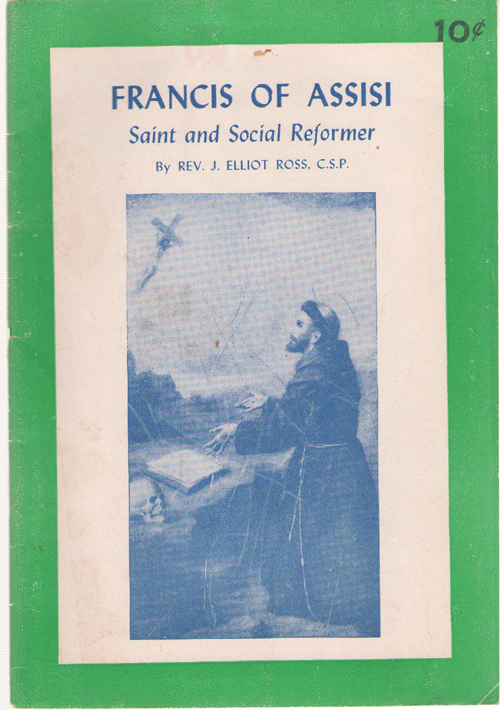 10¢
FRANCIS OF ASSISI
Saint and Social Reformer
By REV. J. ELLIOT ROSS, C.S.P.